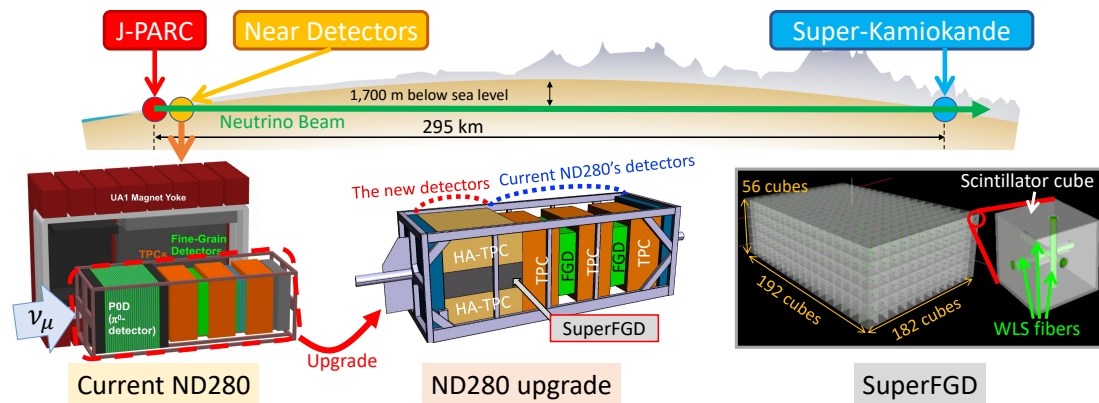 J-PARC
Near Detectors
Super-Kamiokande
1,700 m below sea level
Neutrino Beam
295 km
UA1 Magnet Yoke
Fine-Grain
Detectors
TPCs
P0D
(π⁰-
detector)
νμ
Upgrade
Current ND280
The new detectors
Current ND280's detectors
HA-TPC
HA-TPC
TPC
FGD
TPC
FGD
TPC
SuperFGD
ND280 upgrade
56 cubes
192 cubes
182 cubes
Scintillator cube
WLS fibers
SuperFGD